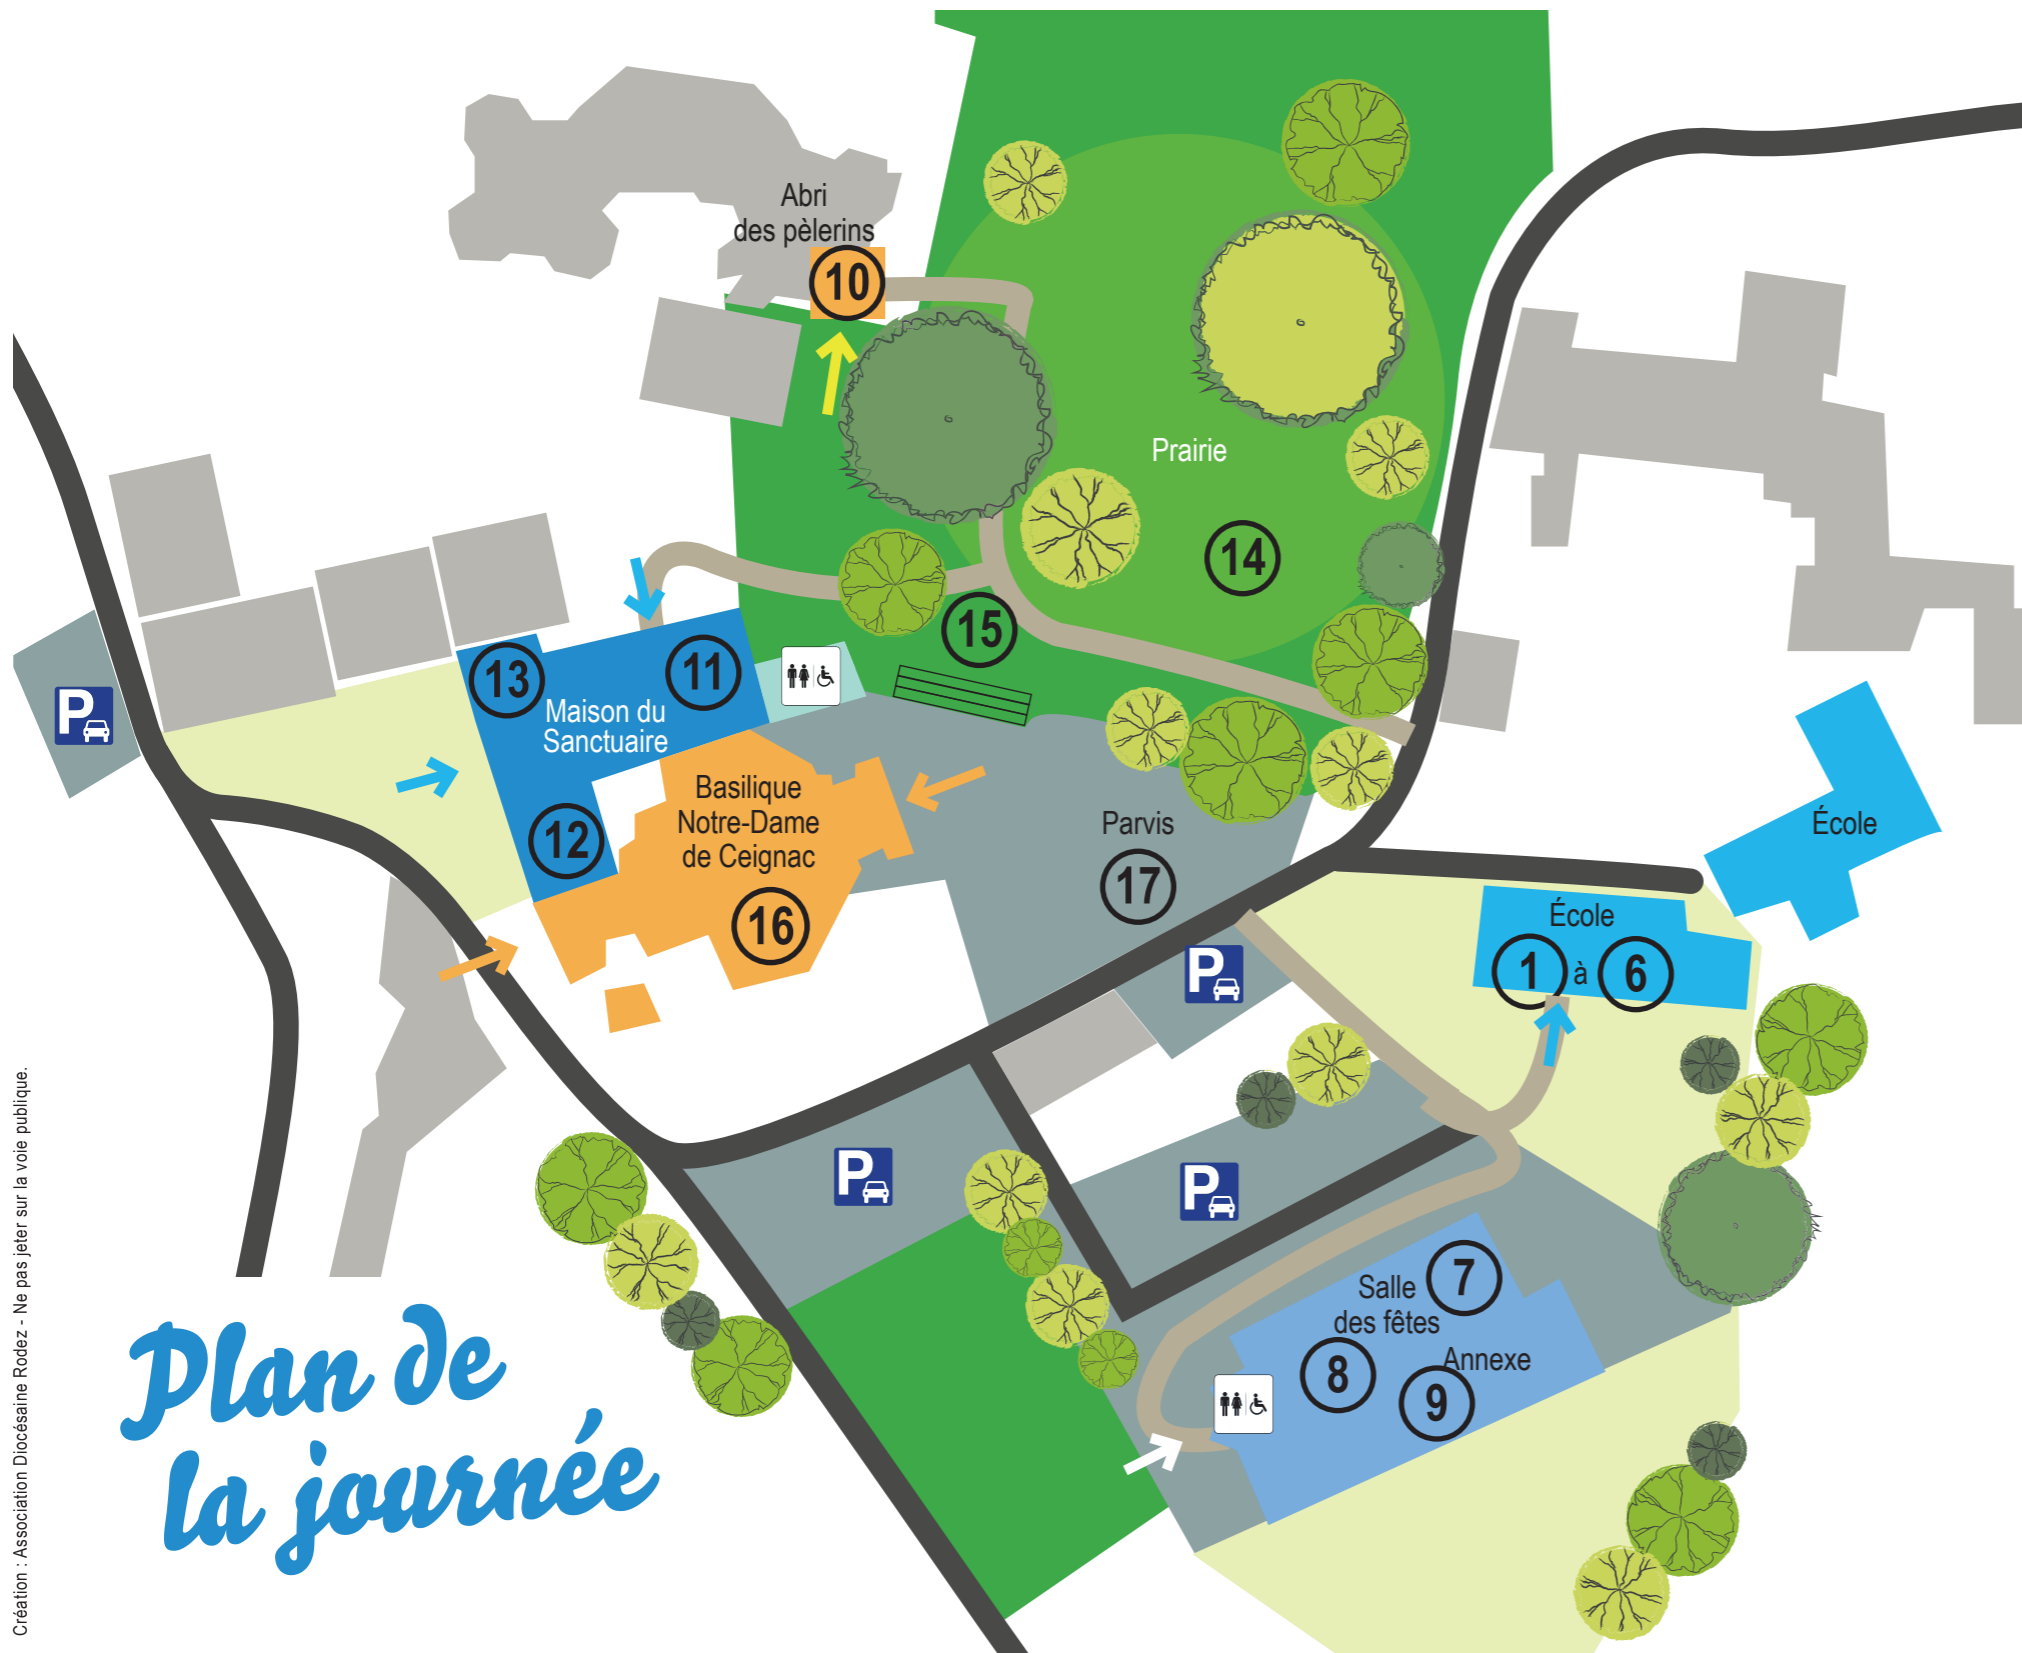 Abri
des pèlerins
10
Prairie
14
15
13
11
Maison du
Sanctuaire
12
P
Basilique
Notre-Dame
de Ceignac
16
Parvis
17
École
École
1 à 6
P
P
P
Salle
des fêtes
7
8
Annexe
9
Plan de
la journée
Création : Association Diocésaine Rodez - Ne pas jeter sur la voie publique.